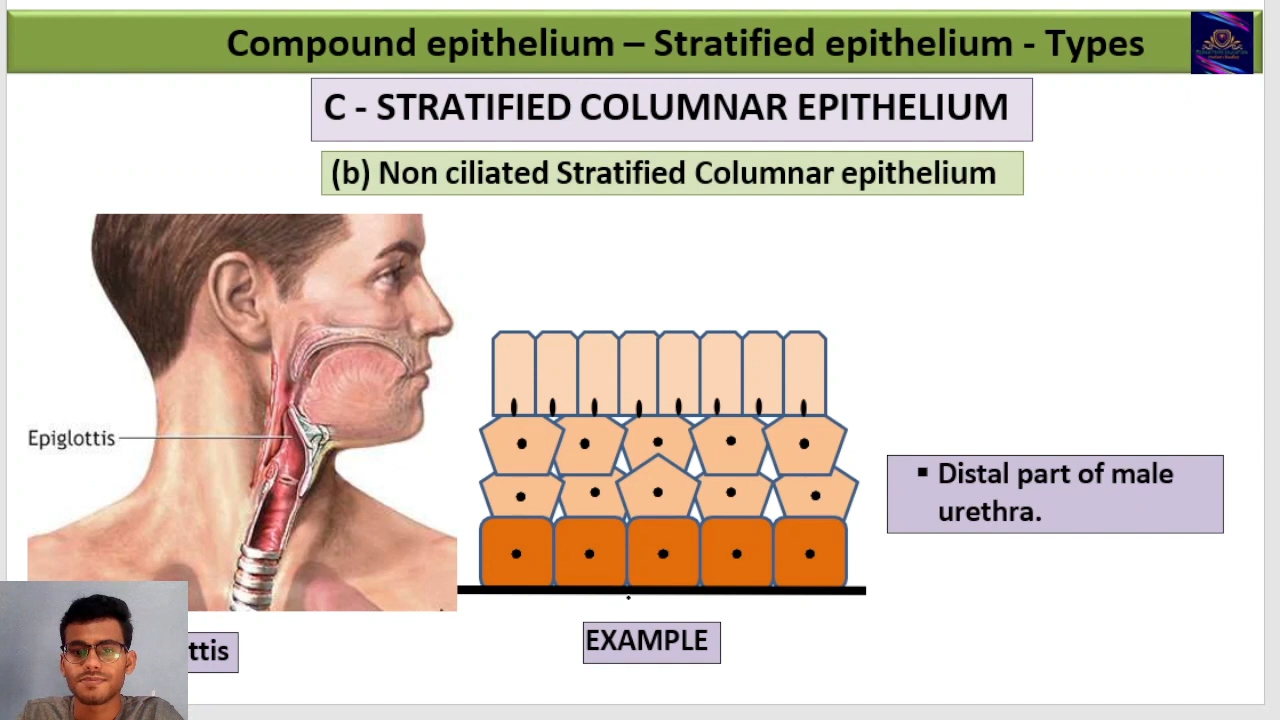 Compound epithelium – Stratified epithelium - Types
C - STRATIFIED COLUMNAR EPITHELIUM
(b) Non ciliated Stratified Columnar epithelium
Epiglottis
▪ Distal part of male
urethra.
EXAMPLE
ttis